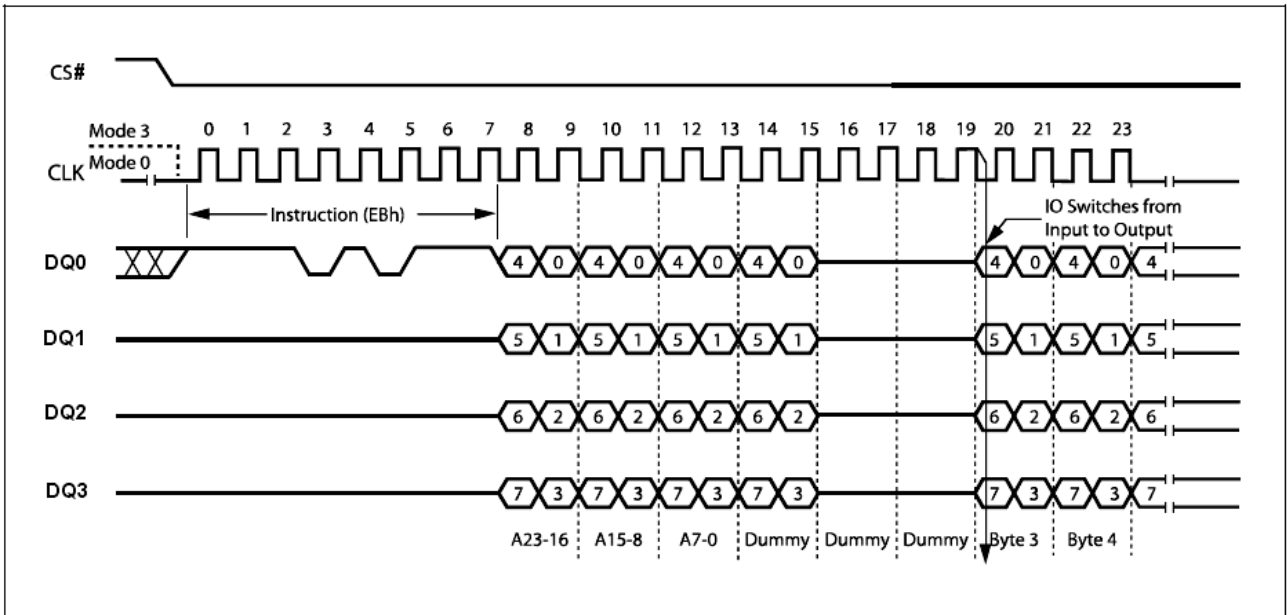 CS#
Mode 3
0 1 2 3 4 5 6 7 8 9 10 11 12 13 14 15 16 17 18 19 20 21 22 23
CLK Mode 0
Instruction (EBh)
IO Switches from
Input to Output
DQ0 4 0 4 0 4 0 4 0 4 0 4 0 4
DQ1 5 1 5 1 5 1 5 1 5 1 5 1 5
DQ2 6 2 6 2 6 2 6 2 6 2 6 2 6
DQ3 7 3 7 3 7 3 7 3 7 3 7 3 7
A23-16 A15-8 A7-0 Dummy Dummy Dummy Byte 3 Byte 4